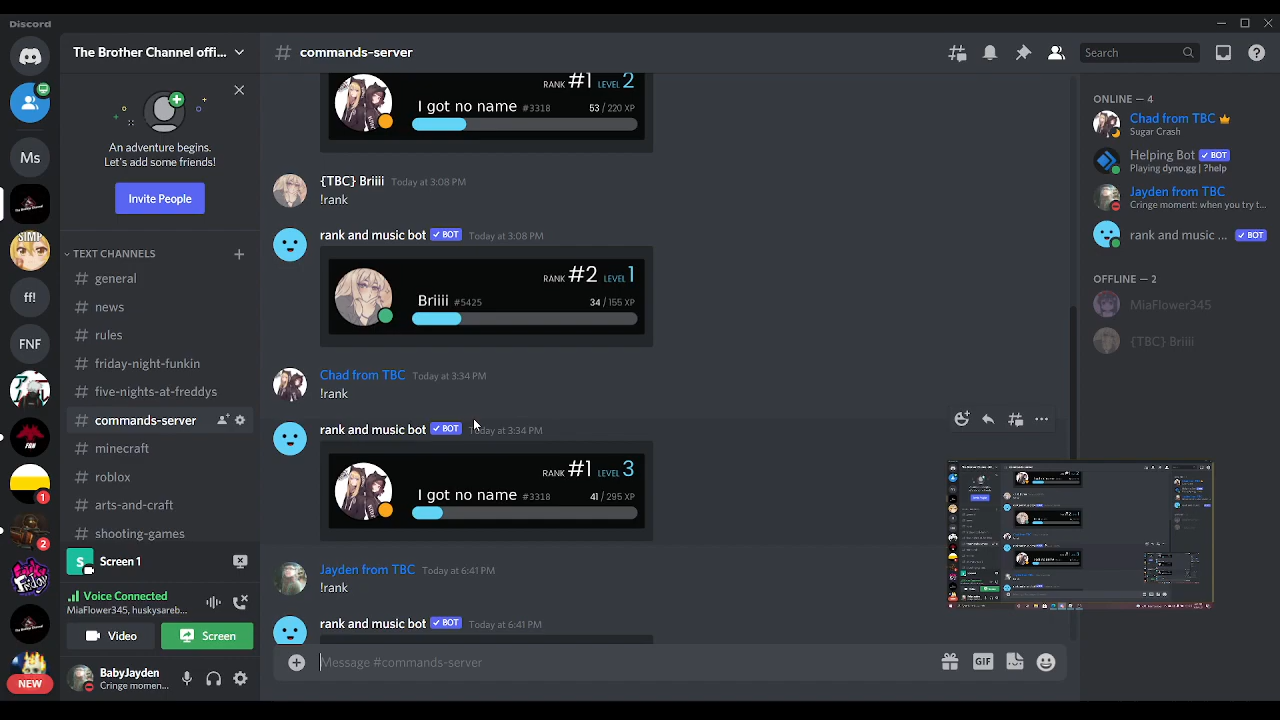 Discord
The Brother Channel offi...
commands-server
Search
An adventure begins.
Let's add some friends!
Invite People
TEXT CHANNELS
general
news
rules
friday-night-funkin
five-nights-at-freddys
commands-server
minecraft
roblox
arts-and-craft
shooting-games
Screen 1
Voice Connected
MiaFlower345, huskysareb...
Video
Screen
BabyJayden
Cringe momen...
Ms
SIMP
ff!
FNF
1
2
NEW
RANK #1 LEVEL 2
I got no name #3318 53 / 220 XP
{TBC} Briiii Today at 3:08 PM
!rank
rank and music bot ✓ BOT Today at 3:08 PM
RANK #2 LEVEL 1
Briiii #5425 34 / 155 XP
Chad from TBC Today at 3:34 PM
!rank
rank and music bot ✓ BOT Today at 3:34 PM
RANK #1 LEVEL 3
I got no name #3318 41 / 295 XP
Jayden from TBC Today at 6:41 PM
!rank
rank and music bot ✓ BOT Today at 6:41 PM
Message #commands-server
GIF
ONLINE — 4
Chad from TBC
Sugar Crash
Helping Bot ✓ BOT
Playing dyno.gg | ?help
Jayden from TBC
Cringe moment: when you try t...
rank and music ... ✓ BOT
OFFLINE — 2
MiaFlower345
{TBC} Briiii